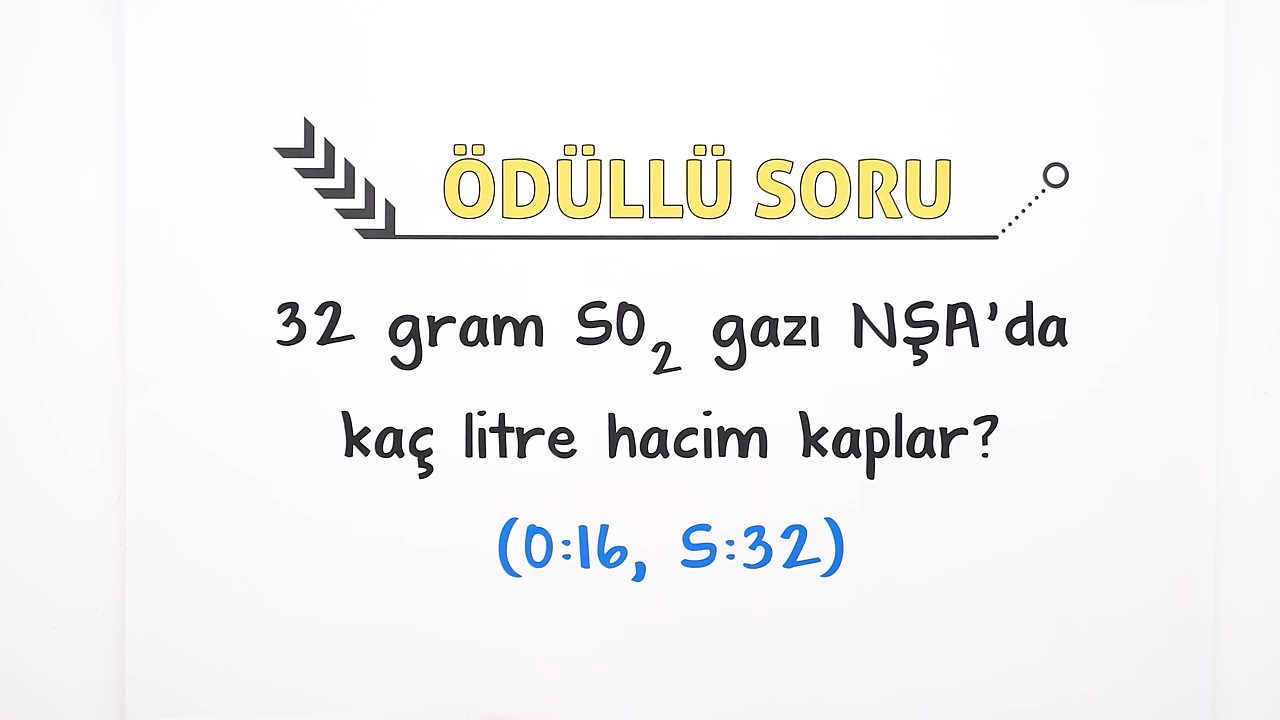 ÖDÜLLÜ SORU
32 gram SO₂ gazı NŞA'da
kaç litre hacim kaplar?
(O:16, S:32)